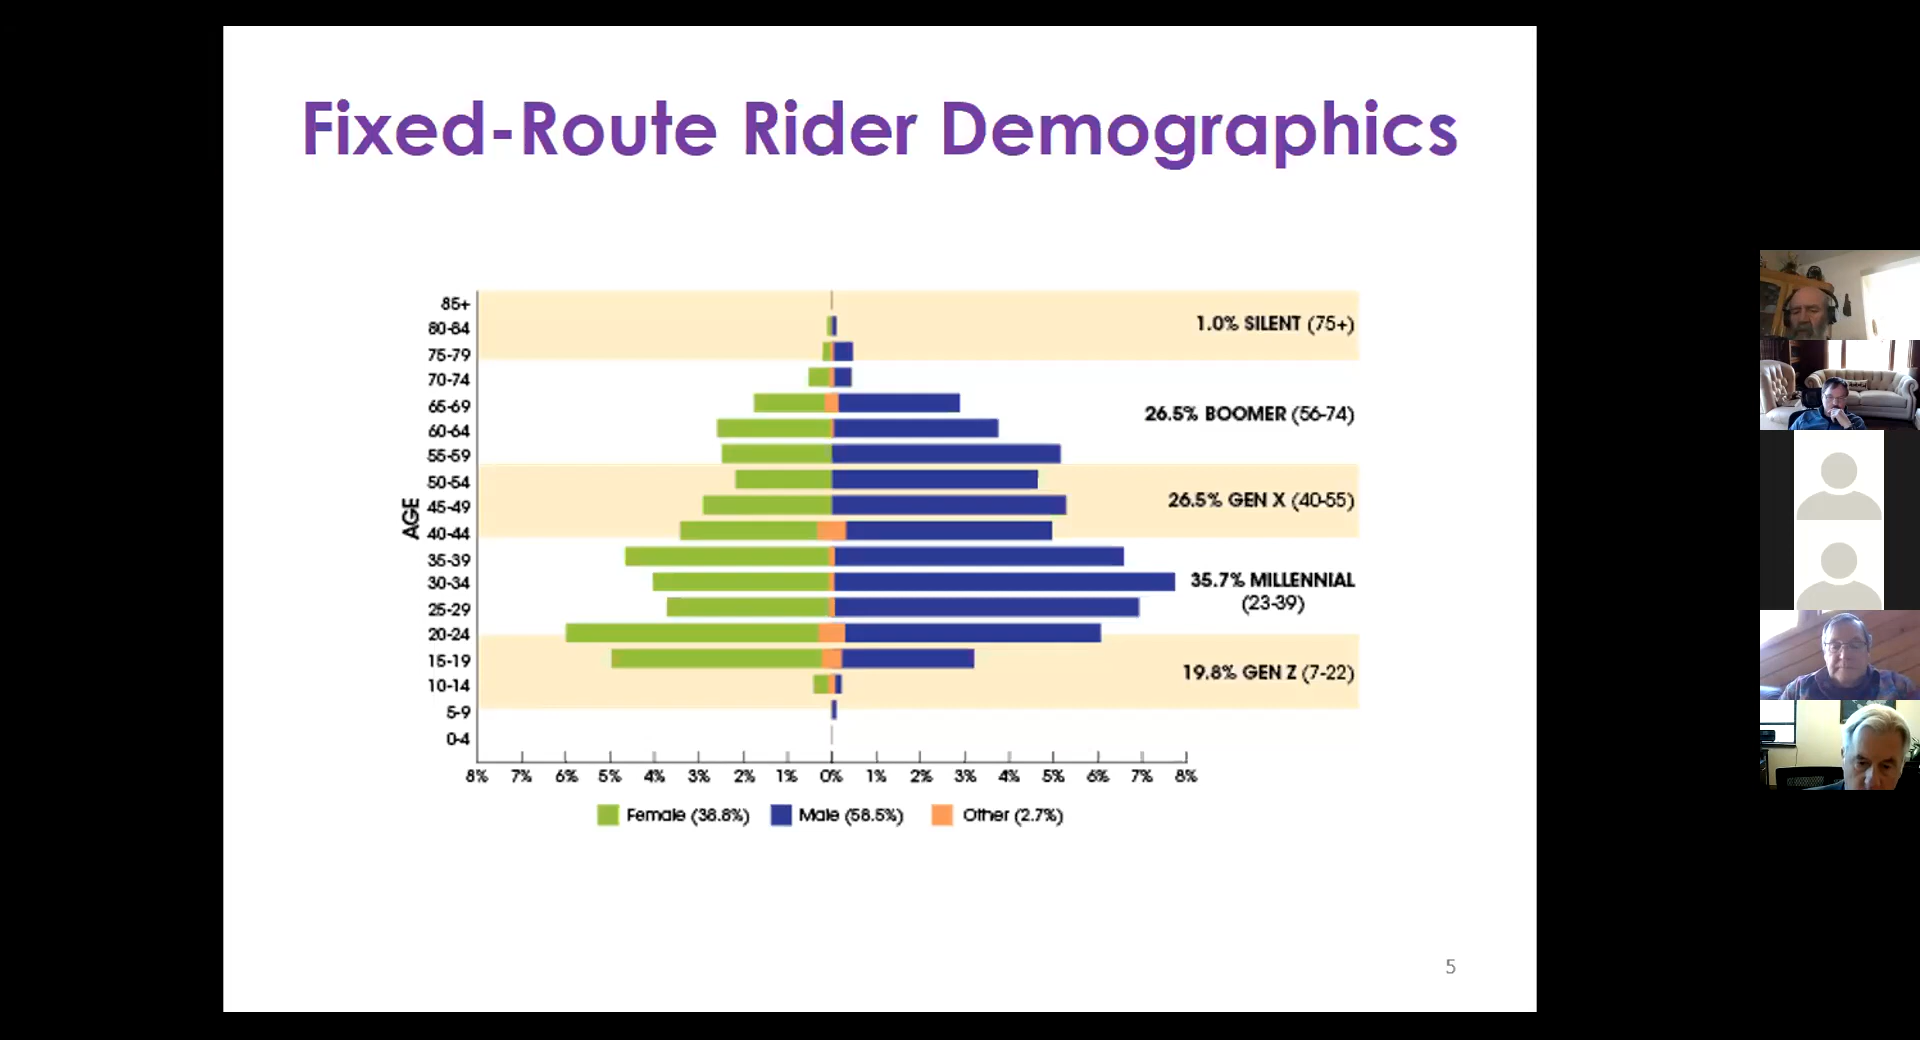 Fixed-Route Rider Demographics
85+
80-84
75-79
70-74
65-69
60-64
55-59
50-54
45-49
40-44
35-39
30-34
25-29
20-24
15-19
10-14
5-9
0-4
AGE
1.0% SILENT (75+)
26.5% BOOMER (56-74)
26.5% GEN X (40-55)
35.7% MILLENNIAL
(23-39)
19.8% GEN Z (7-22)
8% 7% 6% 5% 4% 3% 2% 1% 0% 1% 2% 3% 4% 5% 6% 7% 8%
Female (38.8%) Male (58.5%) Other (2.7%)
5